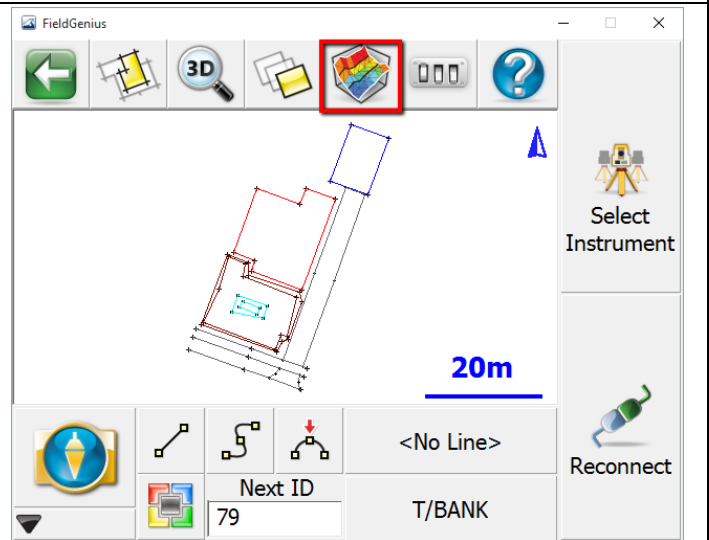 FieldGenius
3D
Select
Instrument
20m
<No Line>
Reconnect
Next ID
79
T/BANK